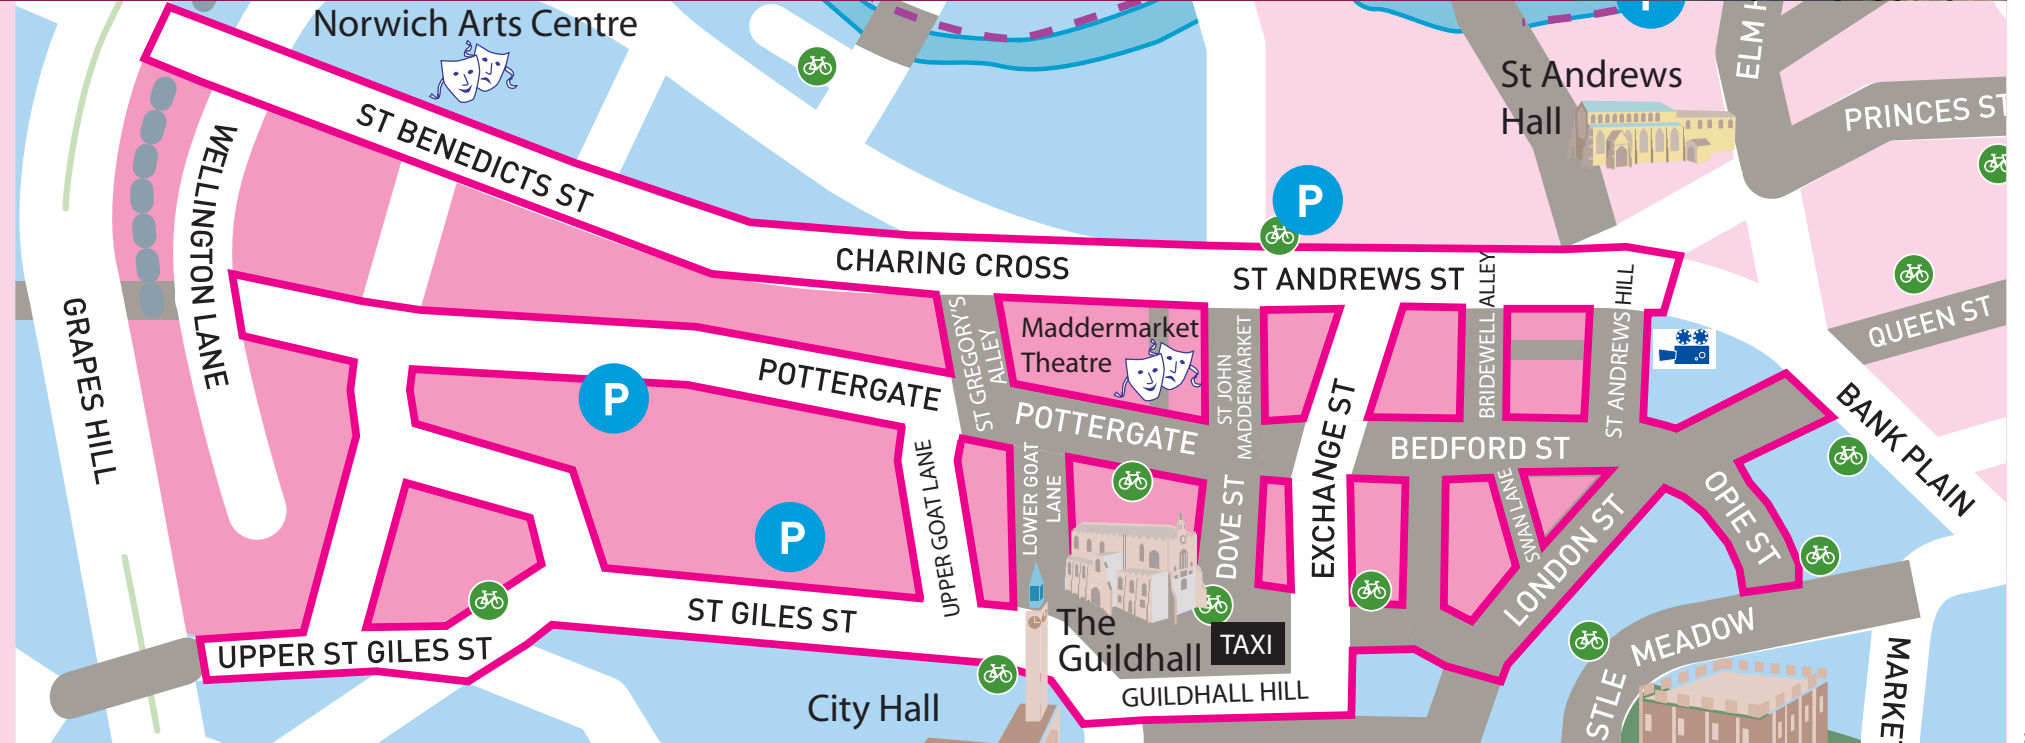 Norwich Arts Centre
St Andrews
Hall
ELM H
PRINCES ST
P
ST BENEDICTS ST
WELLINGTON LANE
CHARING CROSS
ST ANDREWS ST
BRIDEWELL ALLEY
ST ANDREWS HILL
QUEEN ST
GRAPES HILL
ST GREGORY'S
ALLEY
Maddermarket
Theatre
ST JOHN
MADDERMARKET
P
POTTERGATE
POTTERGATE
EXCHANGE ST
BEDFORD ST
BANK PLAIN
UPPER GOAT LANE
LOWER GOAT
LANE
DOVE ST
SWAN LANE
LONDON ST
OPIE ST
P
ST GILES ST
UPPER ST GILES ST
The
Guildhall
TAXI
GUILDHALL HILL
City Hall
STLE MEADOW
MARKE